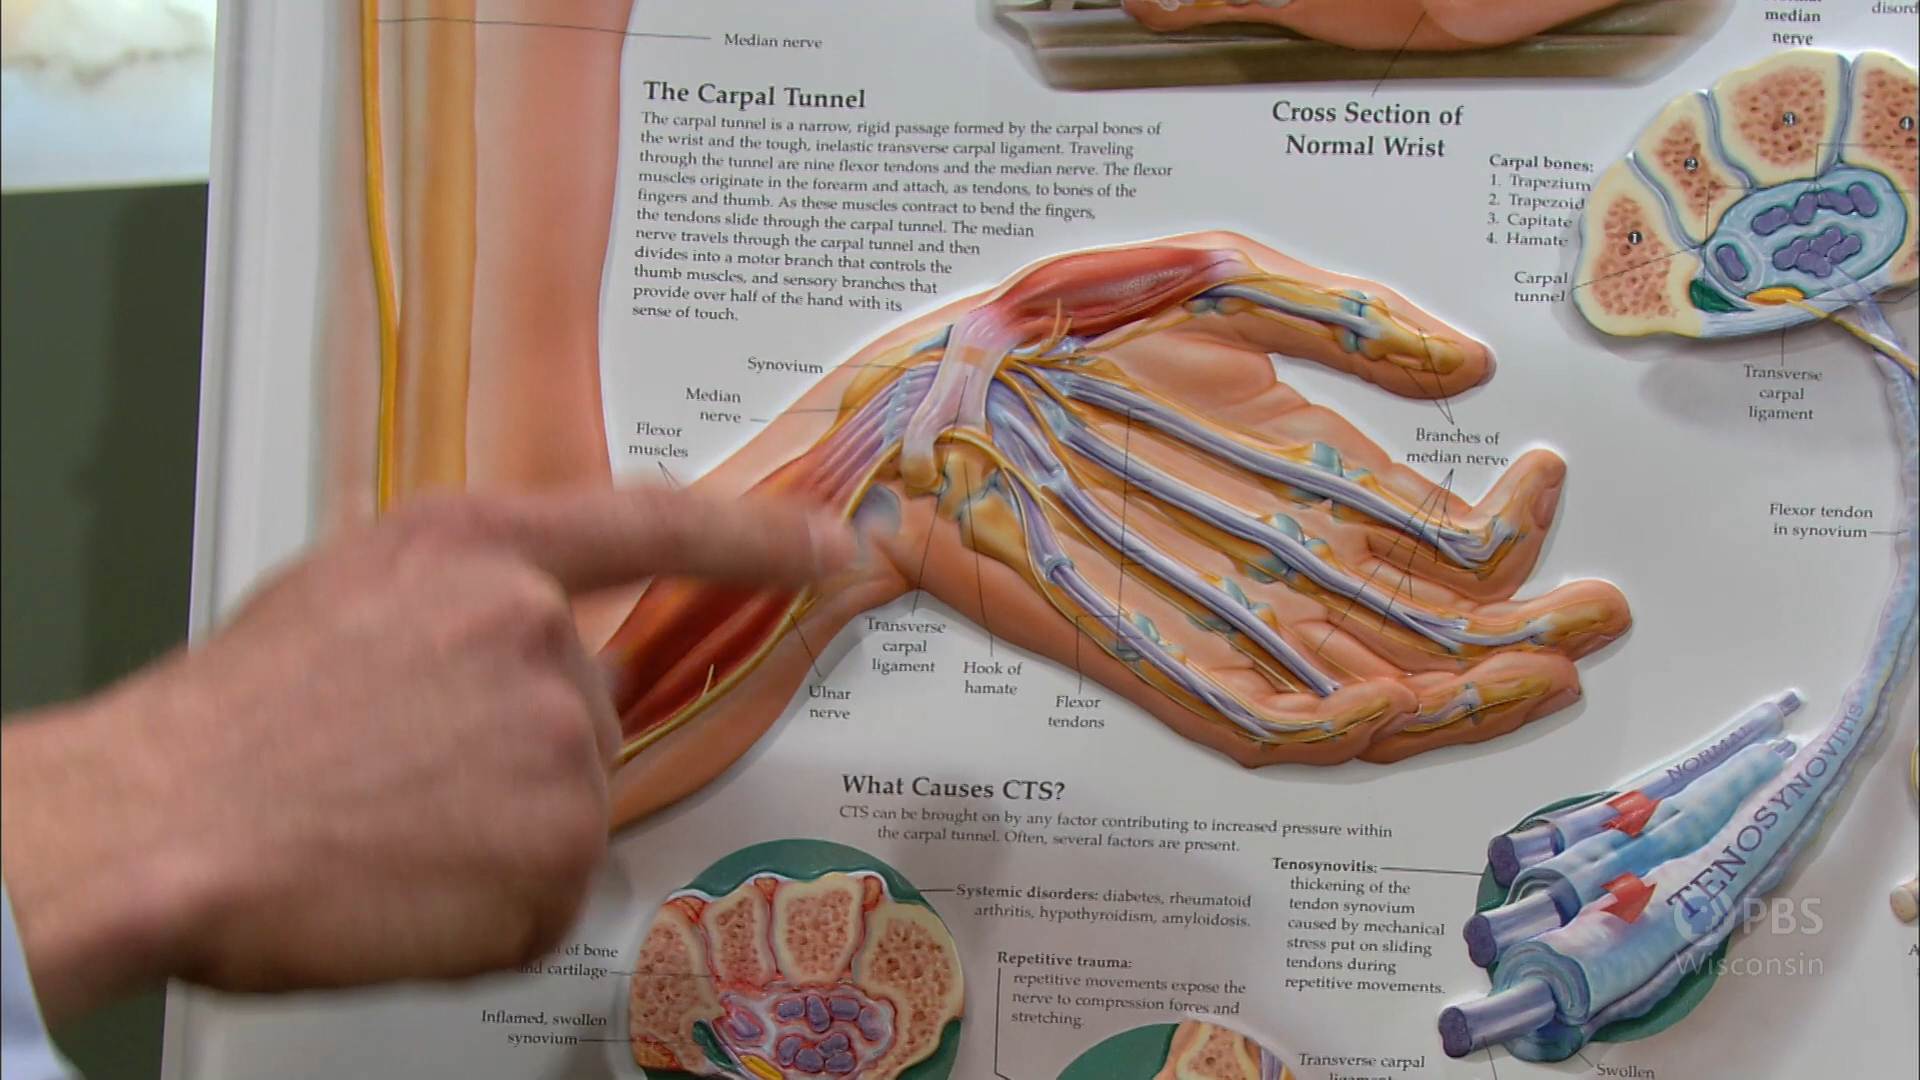 Median nerve
median
nerve
disord
The Carpal Tunnel
The carpal tunnel is a narrow, rigid passage formed by the carpal bones of
the wrist and the tough, inelastic transverse carpal ligament. Traveling
through the tunnel are nine flexor tendons and the median nerve. The flexor
muscles originate in the forearm and attach, as tendons, to bones of the
fingers and thumb. As these muscles contract to bend the fingers,
the tendons slide through the carpal tunnel. The median
nerve travels through the carpal tunnel and then
divides into a motor branch that controls the
thumb muscles, and sensory branches that
provide over half of the hand with its
sense of touch.
Cross Section of
Normal Wrist
Carpal bones:
1. Trapezium
2. Trapezoid
3. Capitate
4. Hamate
1
2
3
4
Carpal
tunnel
Transverse
carpal
ligament
Synovium
Median
nerve
Flexor
muscles
Branches of
median nerve
Flexor tendon
in synovium
Transverse
carpal
ligament
Hook of
hamate
Ulnar
nerve
Flexor
tendons
What Causes CTS?
CTS can be brought on by any factor contributing to increased pressure within
the carpal tunnel. Often, several factors are present.
Systemic disorders: diabetes, rheumatoid
arthritis, hypothyroidism, amyloidosis.
Tenosynovitis:
thickening of the
tendon synovium
caused by mechanical
stress put on sliding
tendons during
repetitive movements.
Repetitive trauma:
repetitive movements expose the
nerve to compression forces and
stretching.
of bone
and cartilage
Inflamed, swollen
synovium
NORMAL
TENOSYNOVITIS
PBS
Wisconsin
Transverse carpal
Swollen